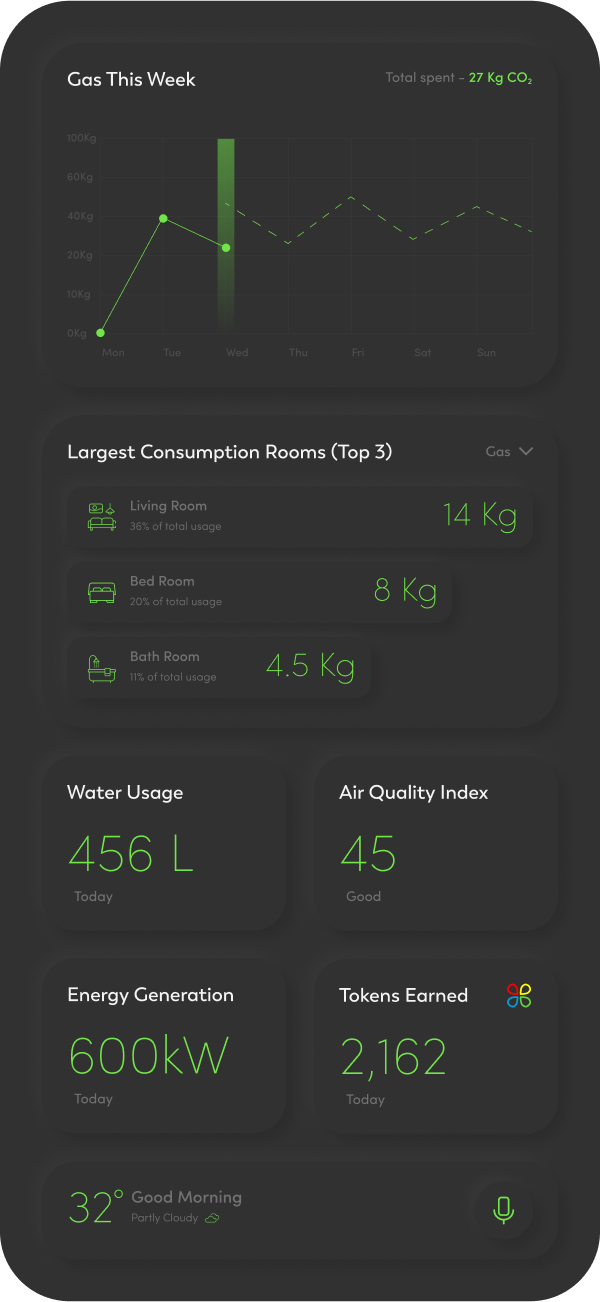 Gas This Week
Total spent - 27 Kg CO₂
100Kg
60Kg
40Kg
20Kg
10Kg
0Kg
Mon Tue Wed Thu Fri Sat Sun
Largest Consumption Rooms (Top 3)
Gas
Living Room
36% of total usage
14 Kg
Bed Room
20% of total usage
8 Kg
Bath Room
11% of total usage
4.5 Kg
Water Usage
456 L
Today
Air Quality Index
45
Good
Energy Generation
600kW
Today
Tokens Earned
2,162
Today
32°
Good Morning
Partly Cloudy